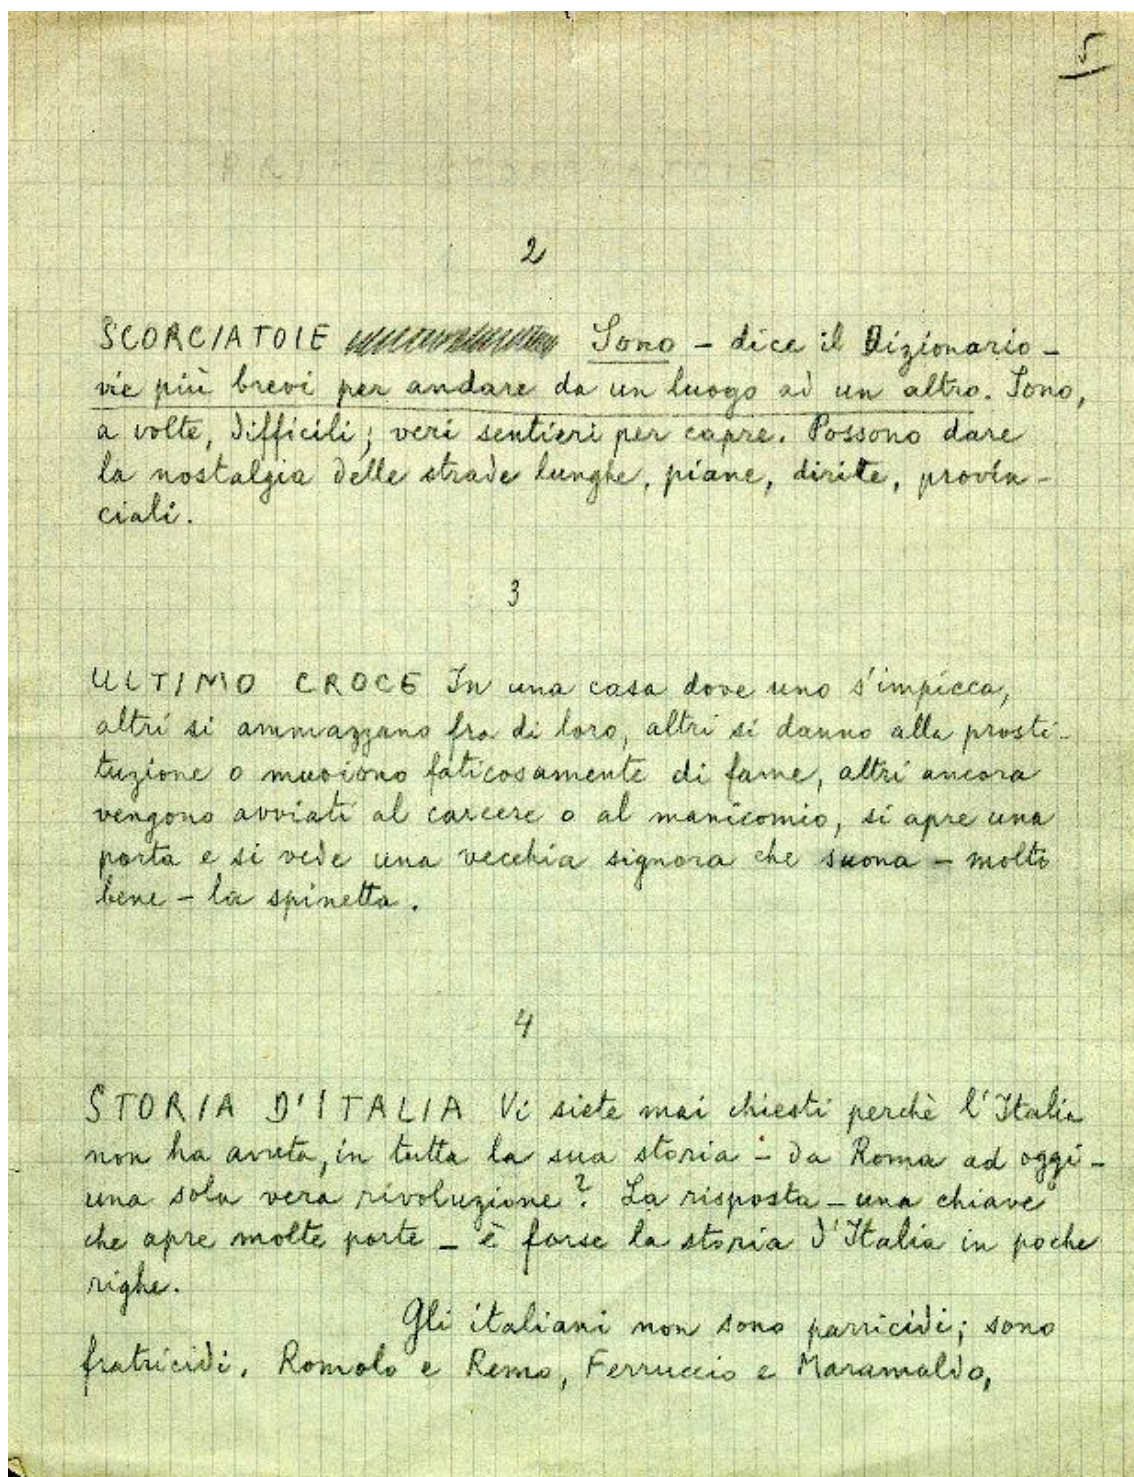 5
2
SCORCIATOIE Sono – dice il Dizionario –
vie più brevi per andare da un luogo ad un altro. Sono,
a volte, difficili; veri sentieri per capre. Possono dare
la nostalgia delle strade lunghe, piane, dirite, provin-
ciali.
3
ULTIMO CROCE In una casa dove uno s'impicca,
altri si ammazzano fra di loro, altri si danno alla prosti-
tuzione o muoiono faticosamente di fame, altri ancora
vengono avviati al carcere o al manicomio, si apre una
porta e si vede una vecchia signora che suona – molto
bene – la spinetta.
4
STORIA D'ITALIA Vi siete mai chiesti perchè l'Italia
non ha avuta, in tutta la sua storia – da Roma ad oggi –
una sola vera rivoluzione? La risposta – una chiave
che apre molte porte – è forse la storia d'Italia in poche
righe.
Gli italiani non sono parricidi; sono
fratricidi. Romolo e Remo, Ferruccio e Maramaldo,